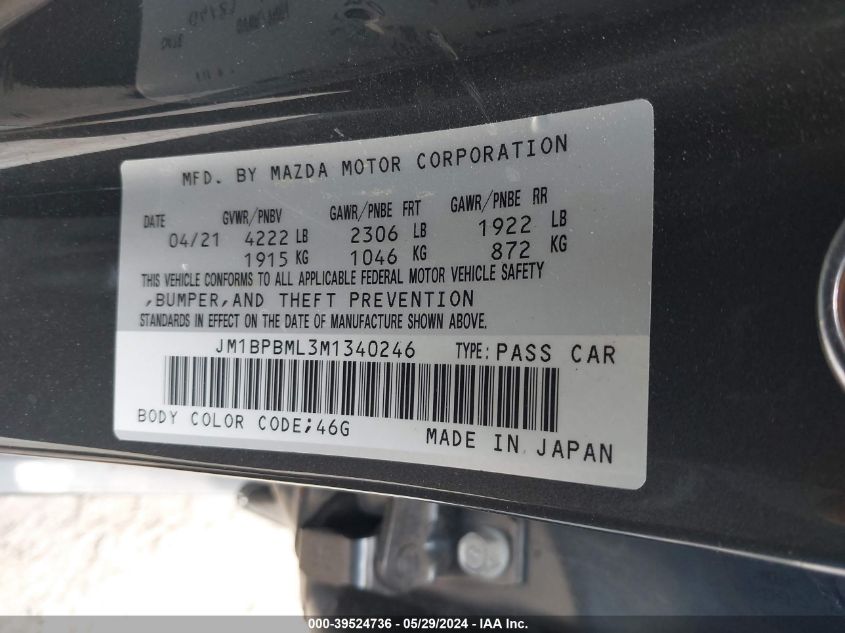 MFD. BY MAZDA MOTOR CORPORATION
DATE GVWR/PNBV GAWR/PNBE FRT GAWR/PNBE RR
04/21 4222 LB 2306 LB 1922 LB
1915 KG 1046 KG 872 KG
THIS VEHICLE CONFORMS TO ALL APPLICABLE FEDERAL MOTOR VEHICLE SAFETY
,BUMPER,AND THEFT PREVENTION
STANDARDS IN EFFECT ON THE DATE OF MANUFACTURE SHOWN ABOVE.
JM1BPBML3M1340246 TYPE: PASS CAR
BODY COLOR CODE;46G
MADE IN JAPAN
000-39524736 - 05/29/2024 - IAA Inc.